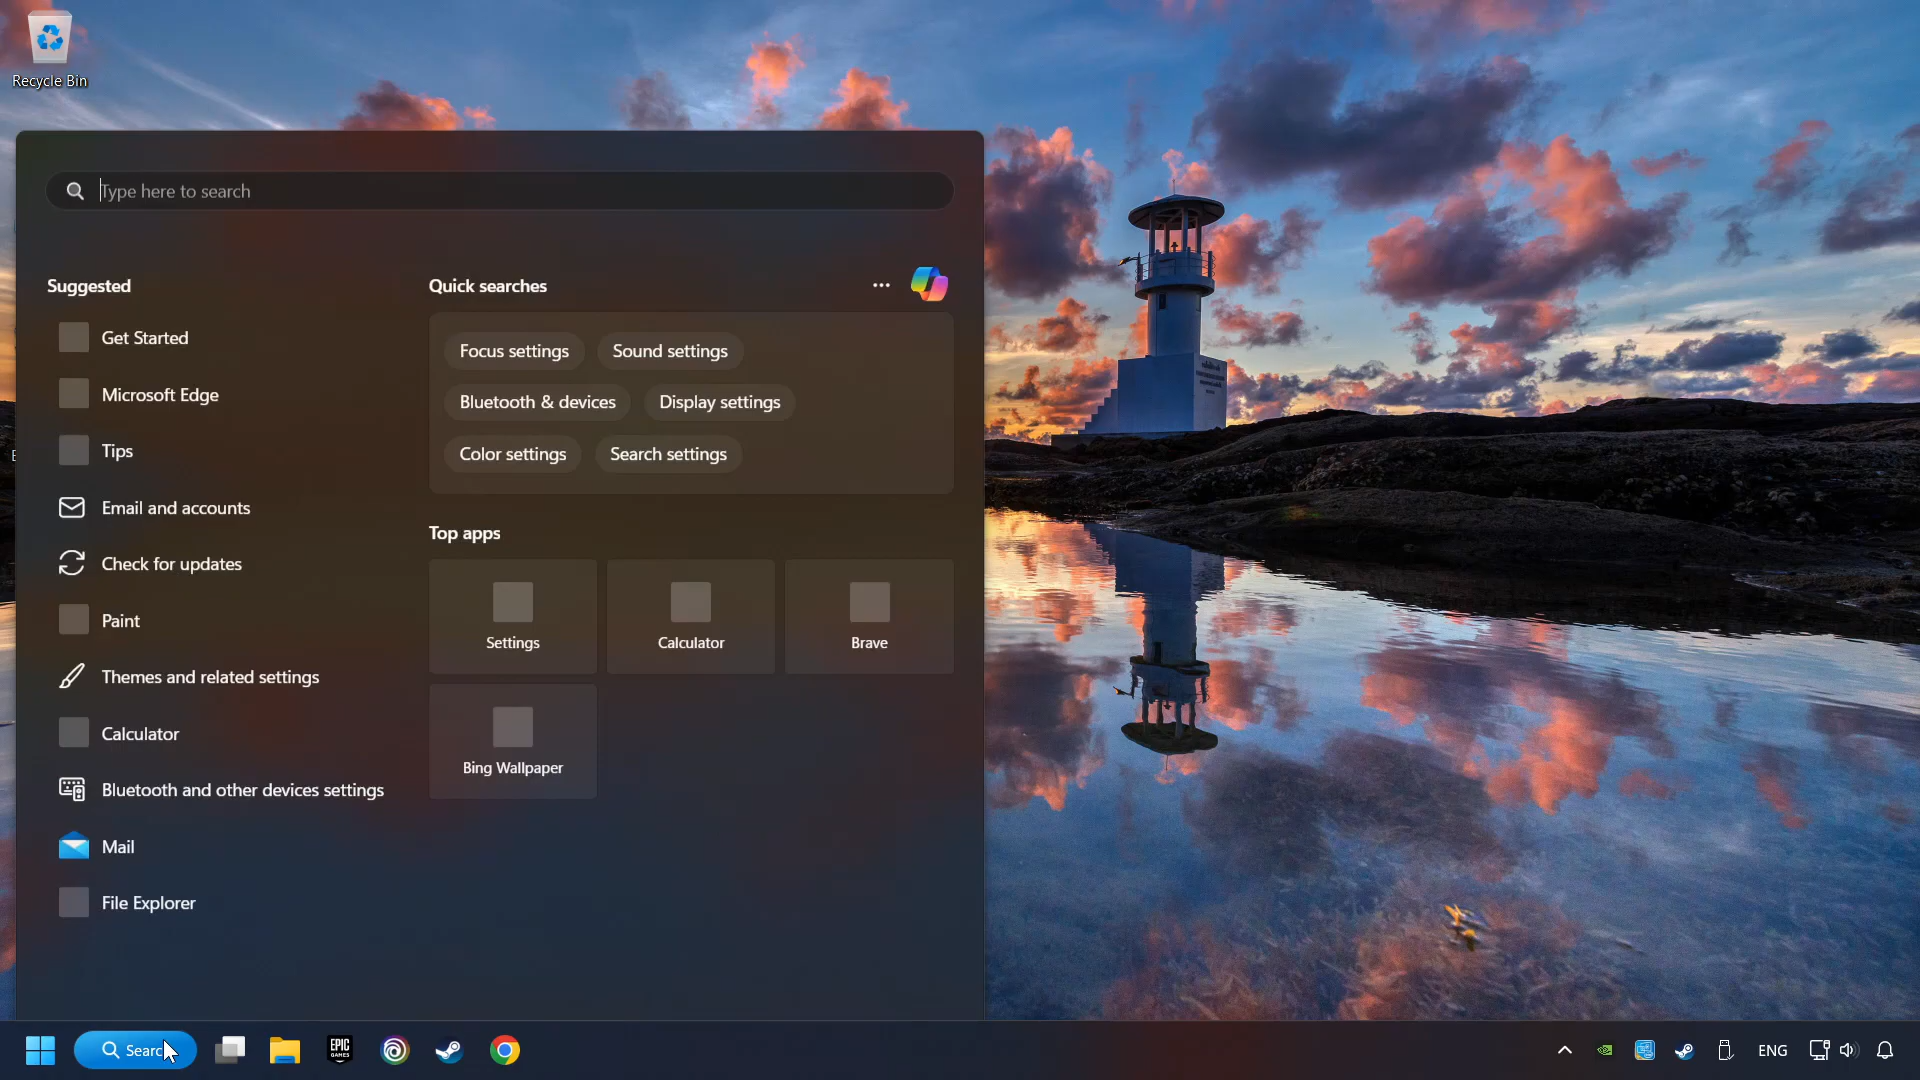 Recycle Bin
Type here to search
Suggested
Get Started
Microsoft Edge
Tips
Email and accounts
Check for updates
Paint
Themes and related settings
Calculator
Bluetooth and other devices settings
Mail
File Explorer
Quick searches
Focus settings
Sound settings
Bluetooth & devices
Display settings
Color settings
Search settings
Top apps
Settings
Calculator
Brave
Bing Wallpaper
Search
EPIC
GAMES
ENG